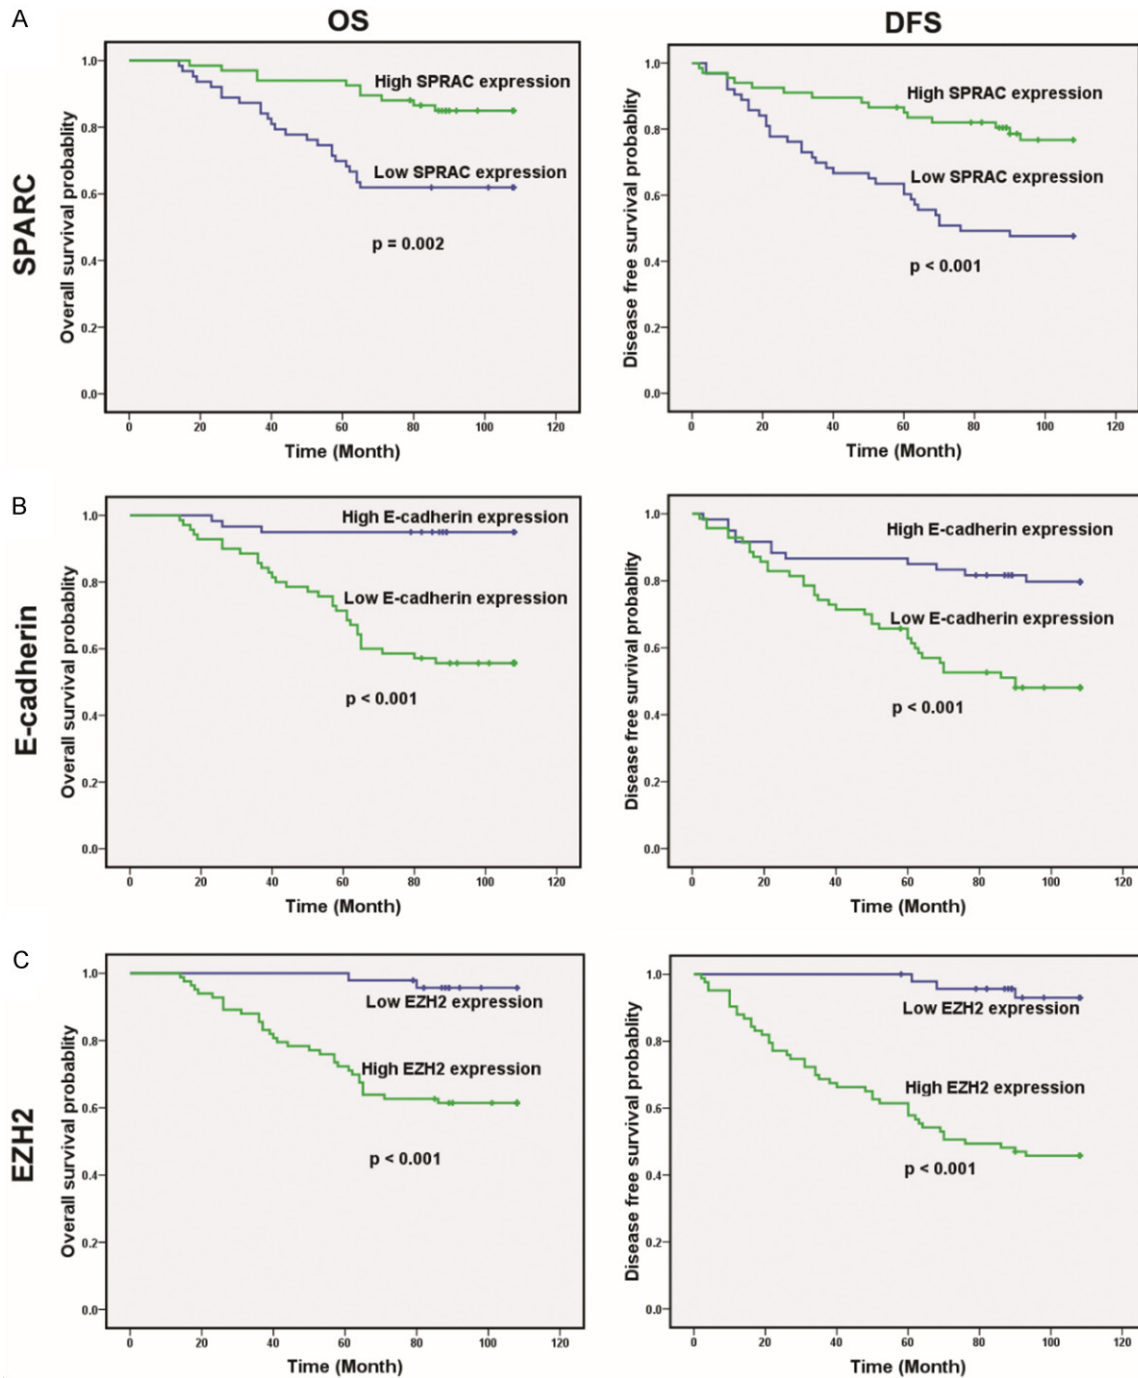 OS
DFS
A
SPARC
Overall survival probablity
1.0
0.8
0.6
0.4
0.2
0.0
High SPRAC expression
Low SPRAC expression
p = 0.002
0 20 40 60 80 100 120
Time (Month)
Disease free survival probablity
1.0
0.8
0.6
0.4
0.2
0.0
High SPRAC expression
Low SPRAC expression
p < 0.001
0 20 40 60 80 100 120
Time (Month)
B
E-cadherin
Overall survival probablity
1.0
0.8
0.6
0.4
0.2
0.0
High E-cadherin expression
Low E-cadherin expression
p < 0.001
0 20 40 60 80 100 120
Time (Month)
Disease free survival probablity
1.0
0.8
0.6
0.4
0.2
0.0
High E-cadherin expression
Low E-cadherin expression
p < 0.001
0 20 40 60 80 100 120
Time (Month)
C
EZH2
Overall survival probablity
1.0
0.8
0.6
0.4
0.2
0.0
Low EZH2 expression
High EZH2 expression
p < 0.001
0 20 40 60 80 100 120
Time (Month)
Disease free survival probablity
1.0
0.8
0.6
0.4
0.2
0.0
Low EZH2 expression
High EZH2 expression
p < 0.001
0 20 40 60 80 100 120
Time (Month)